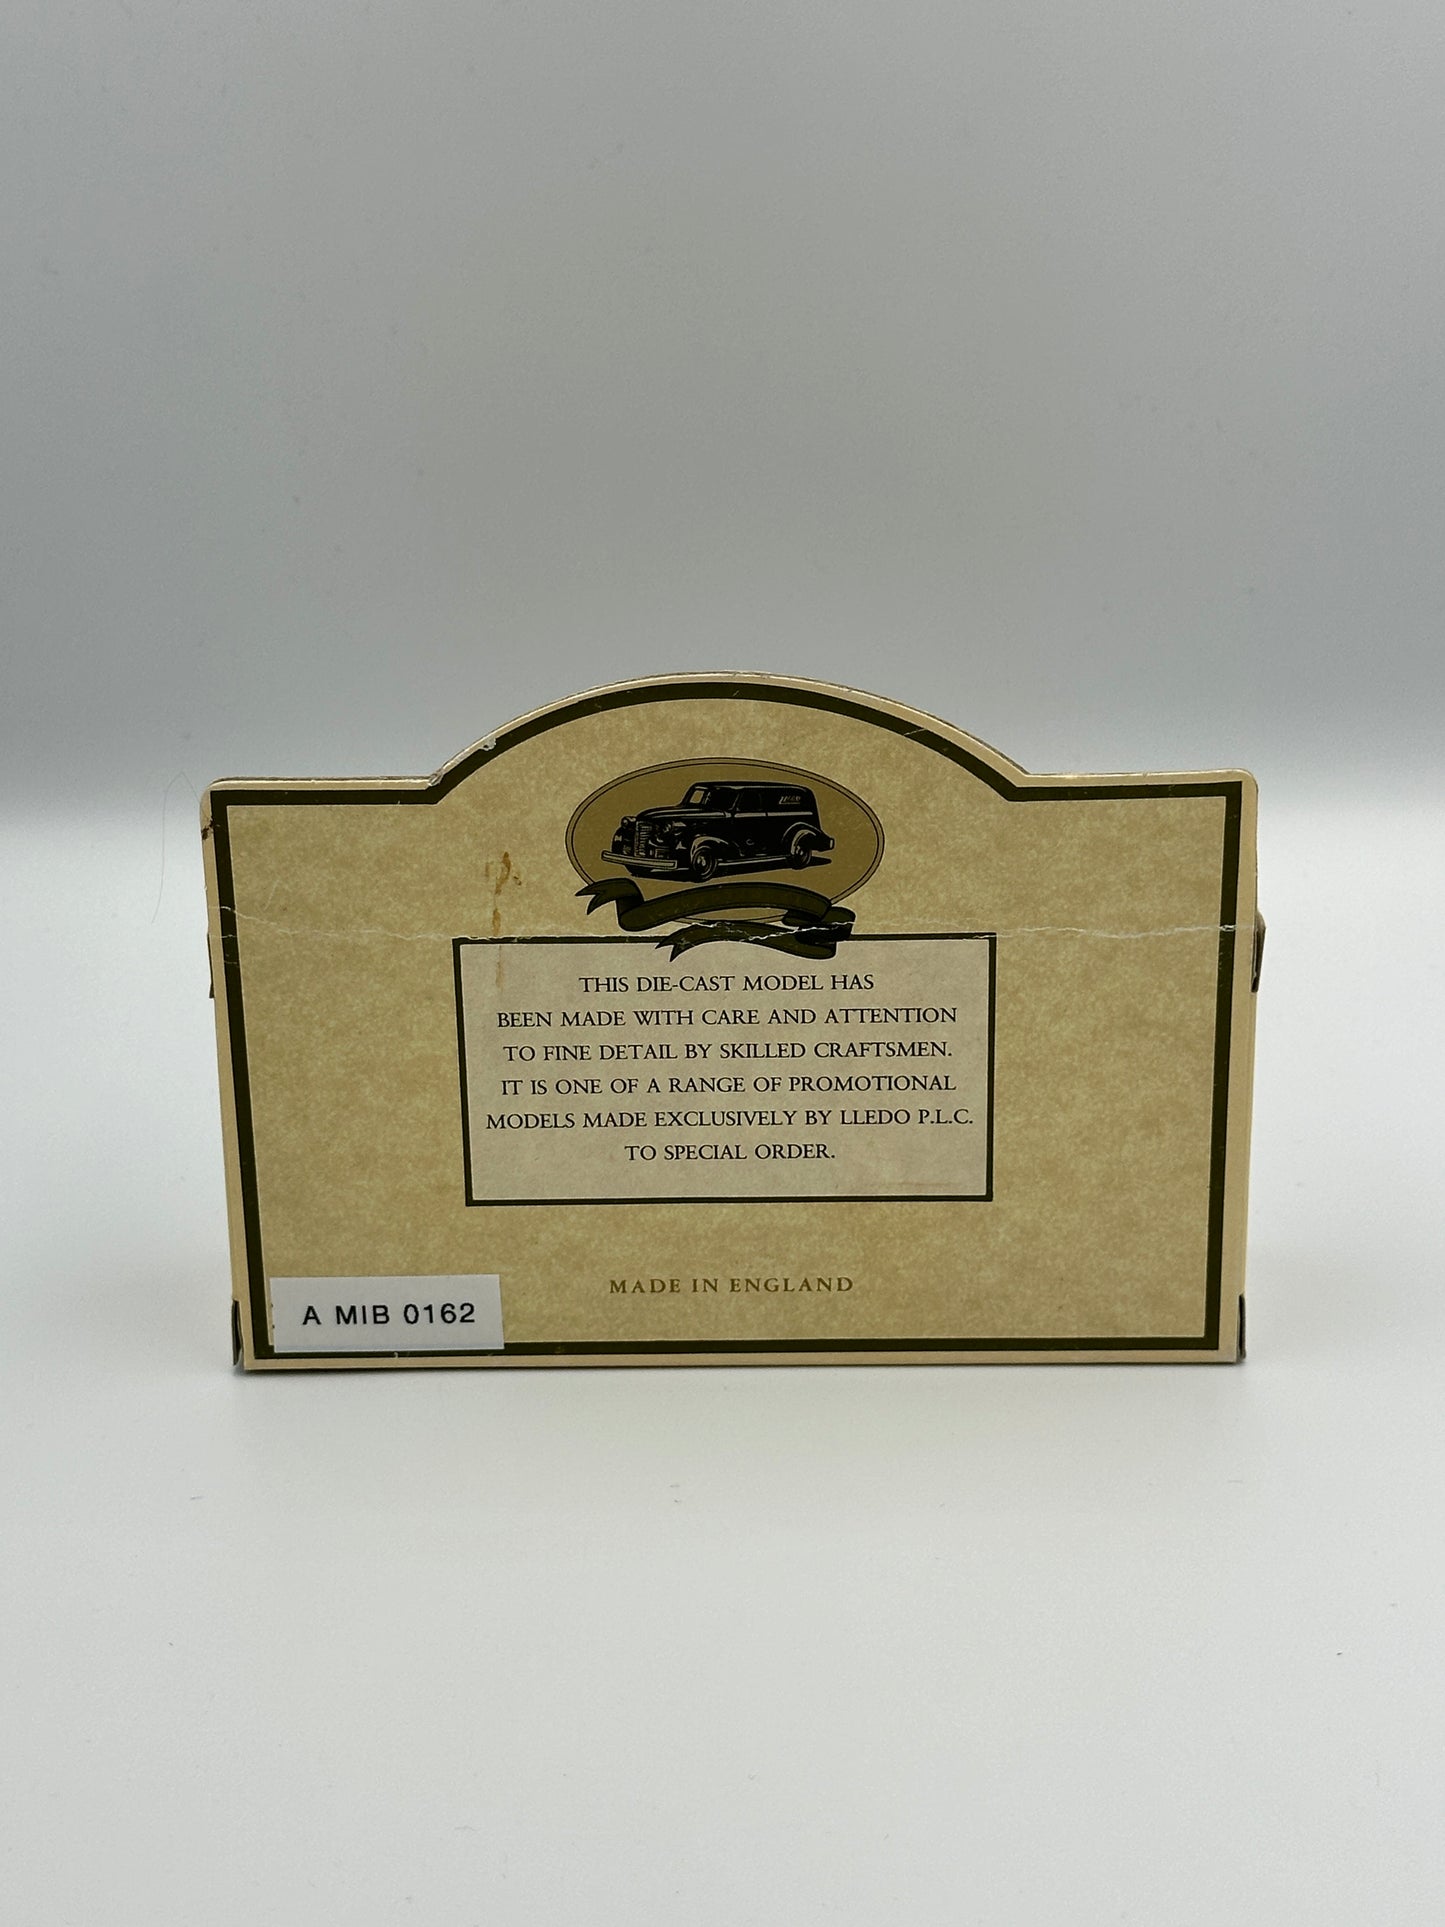 THIS DIE-CAST MODEL HAS
BEEN MADE WITH CARE AND ATTENTION
TO FINE DETAIL BY SKILLED CRAFTSMEN.
IT IS ONE OF A RANGE OF PROMOTIONAL
MODELS MADE EXCLUSIVELY BY LLEDO P.L.C.
TO SPECIAL ORDER.
MADE IN ENGLAND
A MIB 0162